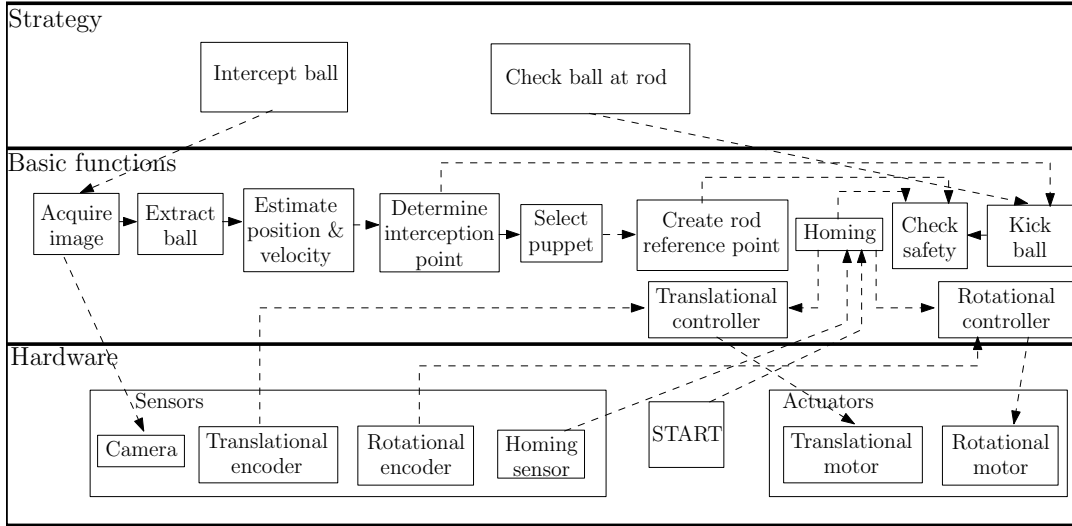 Strategy
Intercept ball
Check ball at rod
Basic functions
Acquire
image
Extract
ball
Estimate
position &
velocity
Determine
interception
point
Select
puppet
Create rod
reference point
Homing
Check
safety
Kick
ball
Translational
controller
Rotational
controller
Hardware
Sensors
Camera
Translational
encoder
Rotational
encoder
Homing
sensor
START
Actuators
Translational
motor
Rotational
motor